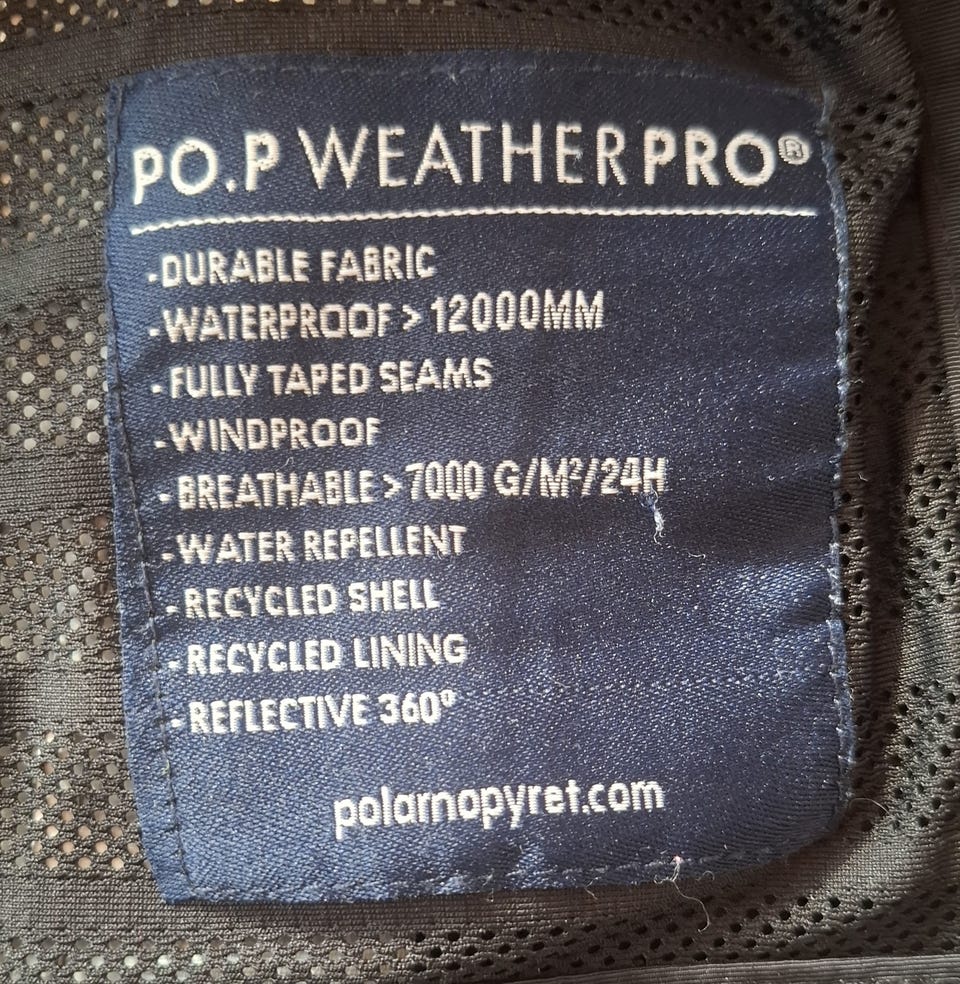 PO.P WEATHERPRO®
-DURABLE FABRIC
-WATERPROOF > 12000MM
- FULLY TAPED SEAMS
-WINDPROOF
- BREATHABLE > 7000 G/M²/24H
-WATER REPELLENT
- RECYCLED SHELL
- RECYCLED LINING
- REFLECTIVE 360°
polarnopyret.com